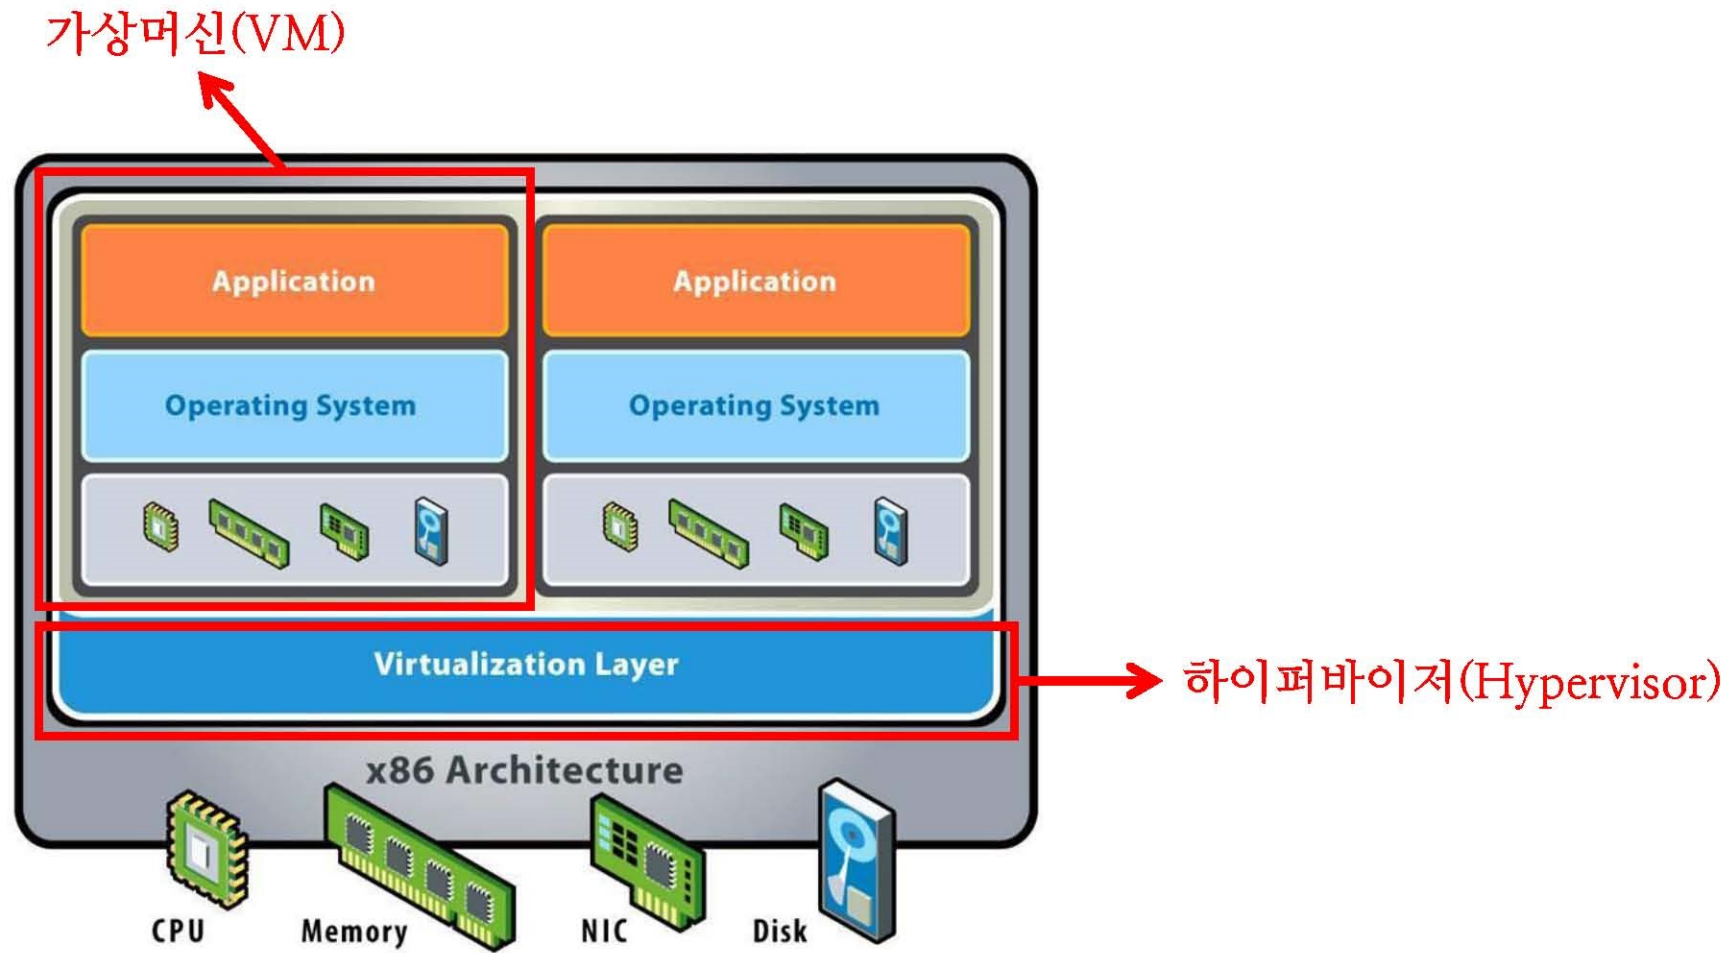 가상머신(VM)
Application
Application
Operating System
Operating System
Virtualization Layer
하이퍼바이저(Hypervisor)
x86 Architecture
CPU
Memory
NIC
Disk